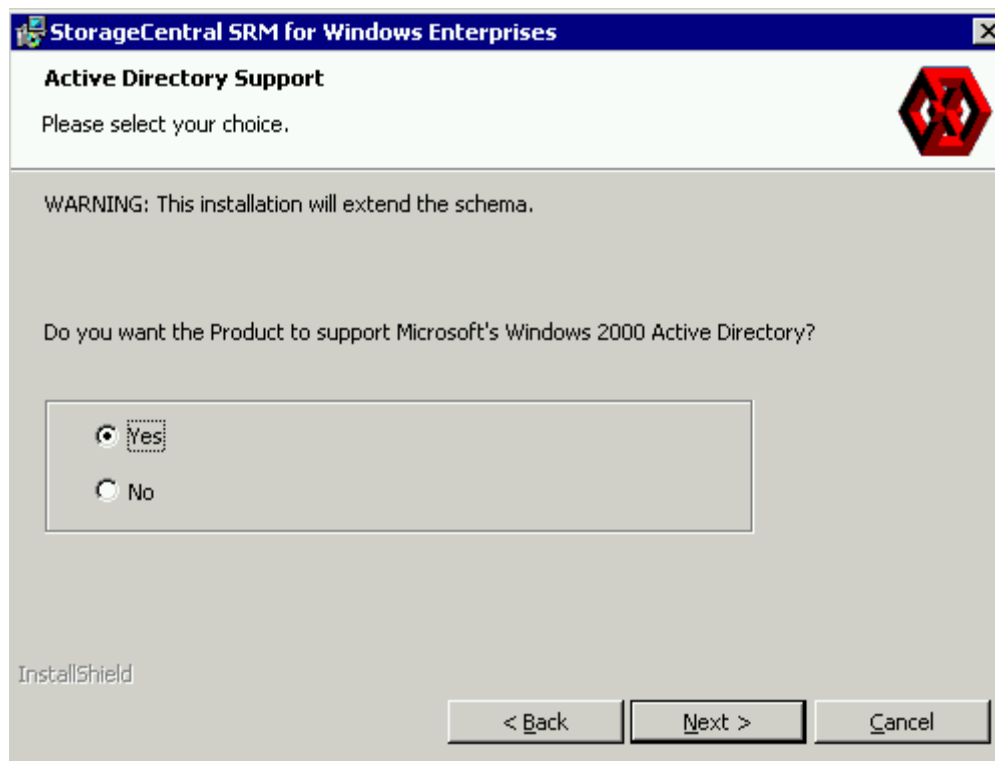 StorageCentral SRM for Windows Enterprises
Active Directory Support
Please select your choice.
WARNING: This installation will extend the schema.
Do you want the Product to support Microsoft's Windows 2000 Active Directory?
Yes
No
InstallShield
< Back
Next >
Cancel